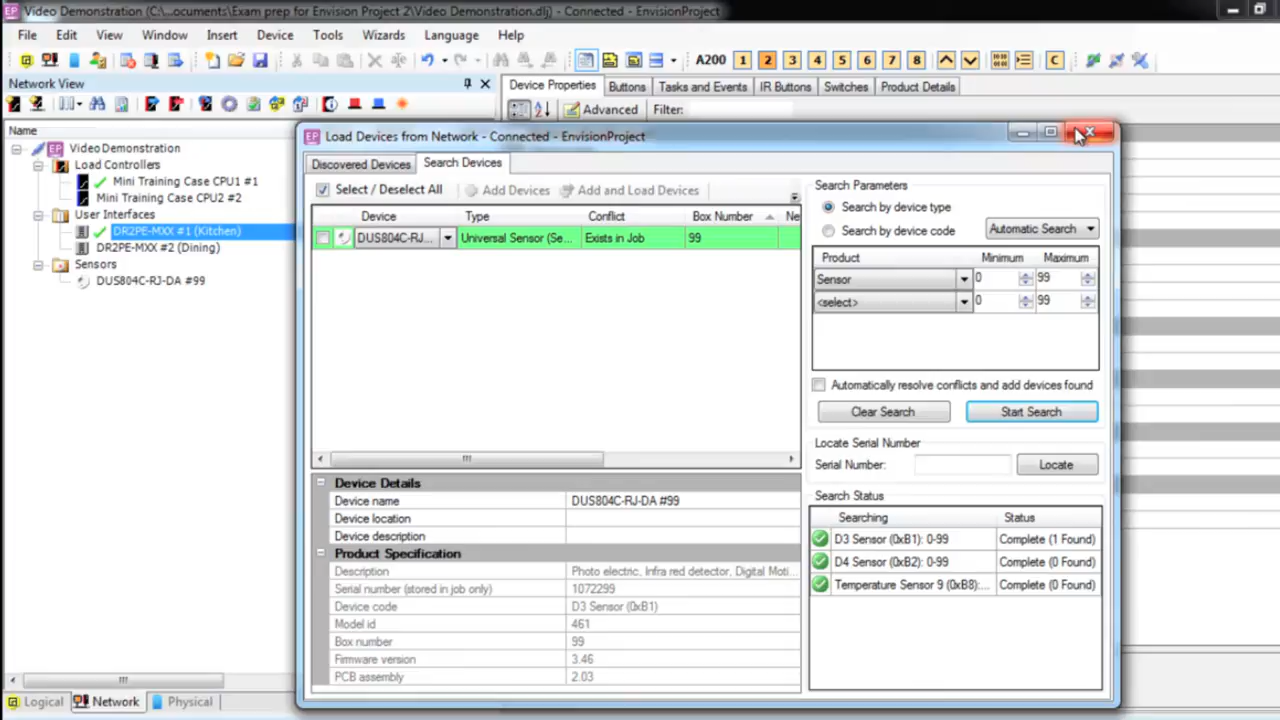 EP Video Demonstration (C:\...ocuments\Exam prep for Envision Project 2\Video Demonstration.dlj) - Connected - EnvisionProject
File Edit View Window Insert Device Tools Wizards Language Help
A200 1 2 3 4 5 6 7 8 C
Network View
Device Properties Buttons Tasks and Events IR Buttons Switches Product Details
Advanced Filter:
Name
EP Video Demonstration
Load Controllers
Mini Training Case CPU1 #1
Mini Training Case CPU2 #2
User Interfaces
DR2PE-MXX #1 (Kitchen)
DR2PE-MXX #2 (Dining)
Sensors
DUS804C-RJ-DA #99
Logical Network Physical
EP Load Devices from Network - Connected - EnvisionProject
Discovered Devices Search Devices
Select / Deselect All Add Devices Add and Load Devices
Device Type Conflict Box Number Ne
DUS804C-RJ... Universal Sensor (Se... Exists in Job 99
Device Details
Device name DUS804C-RJ-DA #99
Device location
Device description
Product Specification
Description Photo electric, Infra red detector, Digital Moti...
Serial number (stored in job only) 1072299
Device code D3 Sensor (0xB1)
Model id 461
Box number 99
Firmware version 3.46
PCB assembly 2.03
Search Parameters
Search by device type
Search by device code Automatic Search
Product Minimum Maximum
Sensor 0 99
<select> 0 99
Automatically resolve conflicts and add devices found
Clear Search Start Search
Locate Serial Number
Serial Number: Locate
Search Status
Searching Status
D3 Sensor (0xB1): 0-99 Complete (1 Found)
D4 Sensor (0xB2): 0-99 Complete (0 Found)
Temperature Sensor 9 (0xB8):... Complete (0 Found)